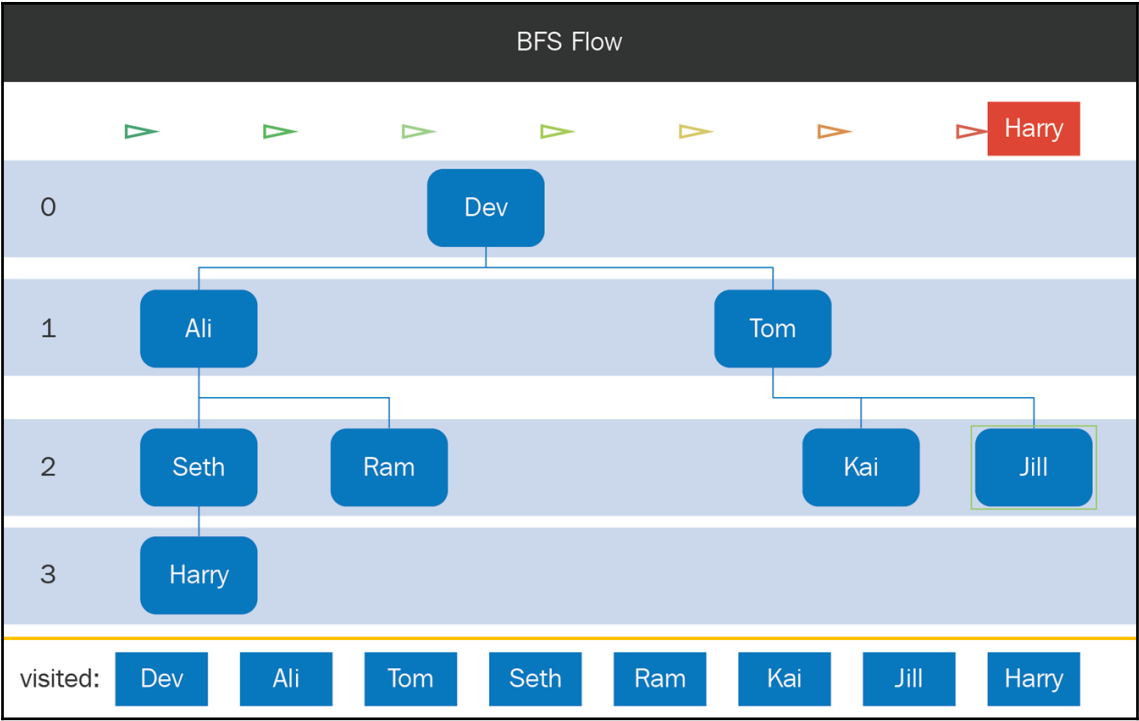 BFS Flow
Harry
0 Dev
1 Ali Tom
2 Seth Ram Kai Jill
3 Harry
visited: Dev Ali Tom Seth Ram Kai Jill Harry